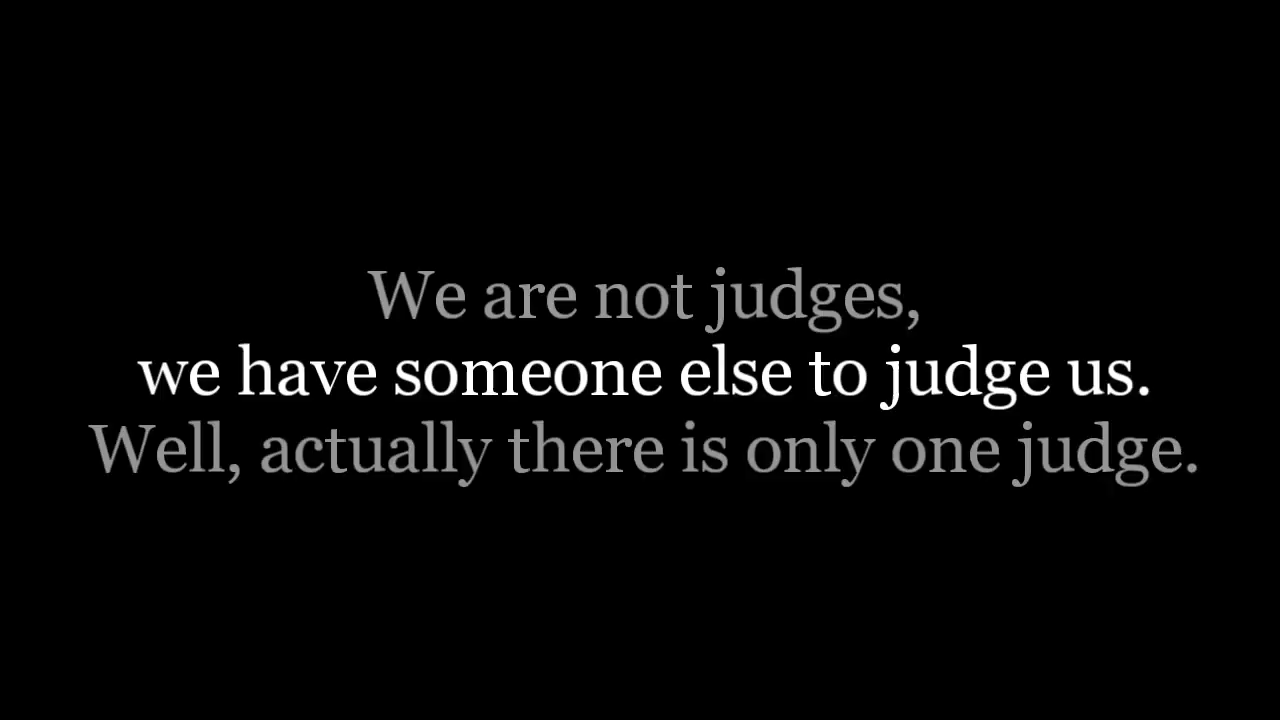 We are not judges,
we have someone else to judge us.
Well, actually there is only one judge.